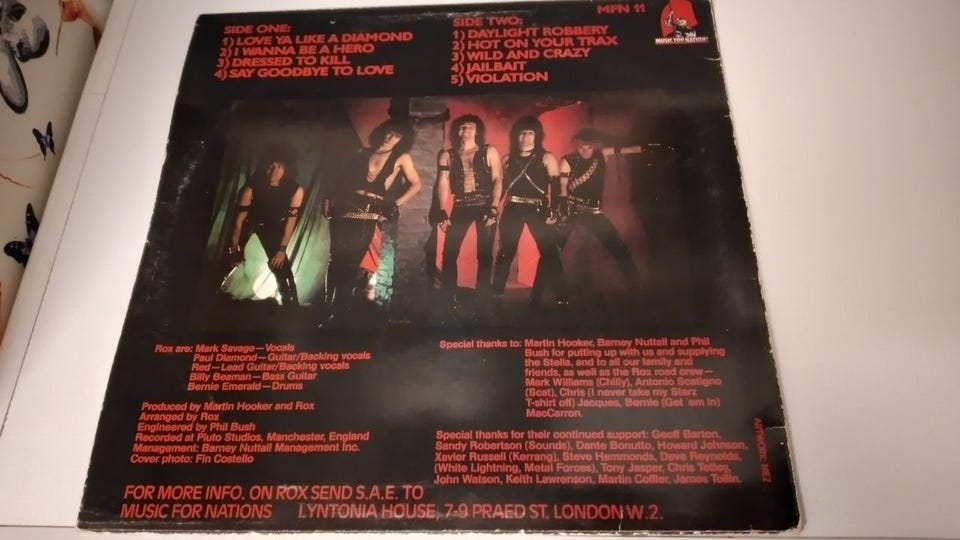 SIDE ONE:
1) LOVE YA LIKE A DIAMOND
2) I WANNA BE A HERO
3) DRESSED TO KILL
4) SAY GOODBYE TO LOVE
SIDE TWO:
1) DAYLIGHT ROBBERY
2) HOT ON YOUR TRAX
3) WILD AND CRAZY
4) JAILBAIT
5) VIOLATION
MFN 11
MUSIC FOR NATIONS
Rox are: Mark Savage—Vocals
Paul Diamond—Guitar/Backing vocals
Red—Lead Guitar/Backing vocals
Billy Beaman—Bass Guitar
Bernie Emerald—Drums
Produced by Martin Hooker and Rox
Arranged by Rox
Engineered by Phil Bush
Recorded at Pluto Studios, Manchester, England
Management: Barney Nuttall Management Inc.
Cover photo: Fin Costello
Special thanks to: Martin Hooker, Barney Nuttall and Phil
Bush for putting up with us and supplying
the Stella, and to all our family and
friends, as well as the Rox road crew—
Mark Williams (Chilly), Antonio Scatigno
(Scat), Chris (I never take my Starz
T-shirt off) Jacques, Bernie (Get 'em in)
MacCarron.
Special thanks for their continued support: Geoff Barton,
Sandy Robertson (Sounds), Dante Bonutto, Howard Johnson,
Xavier Russell (Kerrang), Steve Hammonds, Dave Reynolds,
(White Lightning, Metal Forces), Tony Jasper, Chris Tetley,
John Watson, Keith Lawrenson, Martin Coffler, James Tollin.
ARTWORK: MEZ
FOR MORE INFO. ON ROX SEND S.A.E. TO
MUSIC FOR NATIONS LYNTONIA HOUSE, 7-9 PRAED ST. LONDON W.2.